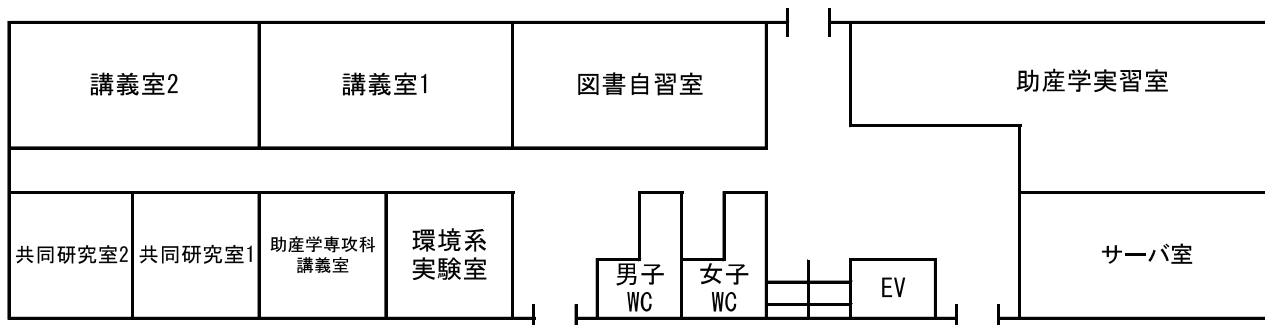 講義室2
講義室1
図書自習室
助産学実習室
共同研究室2
共同研究室1
助産学専攻科
講義室
環境系
実験室
男子
WC
女子
WC
EV
サーバ室